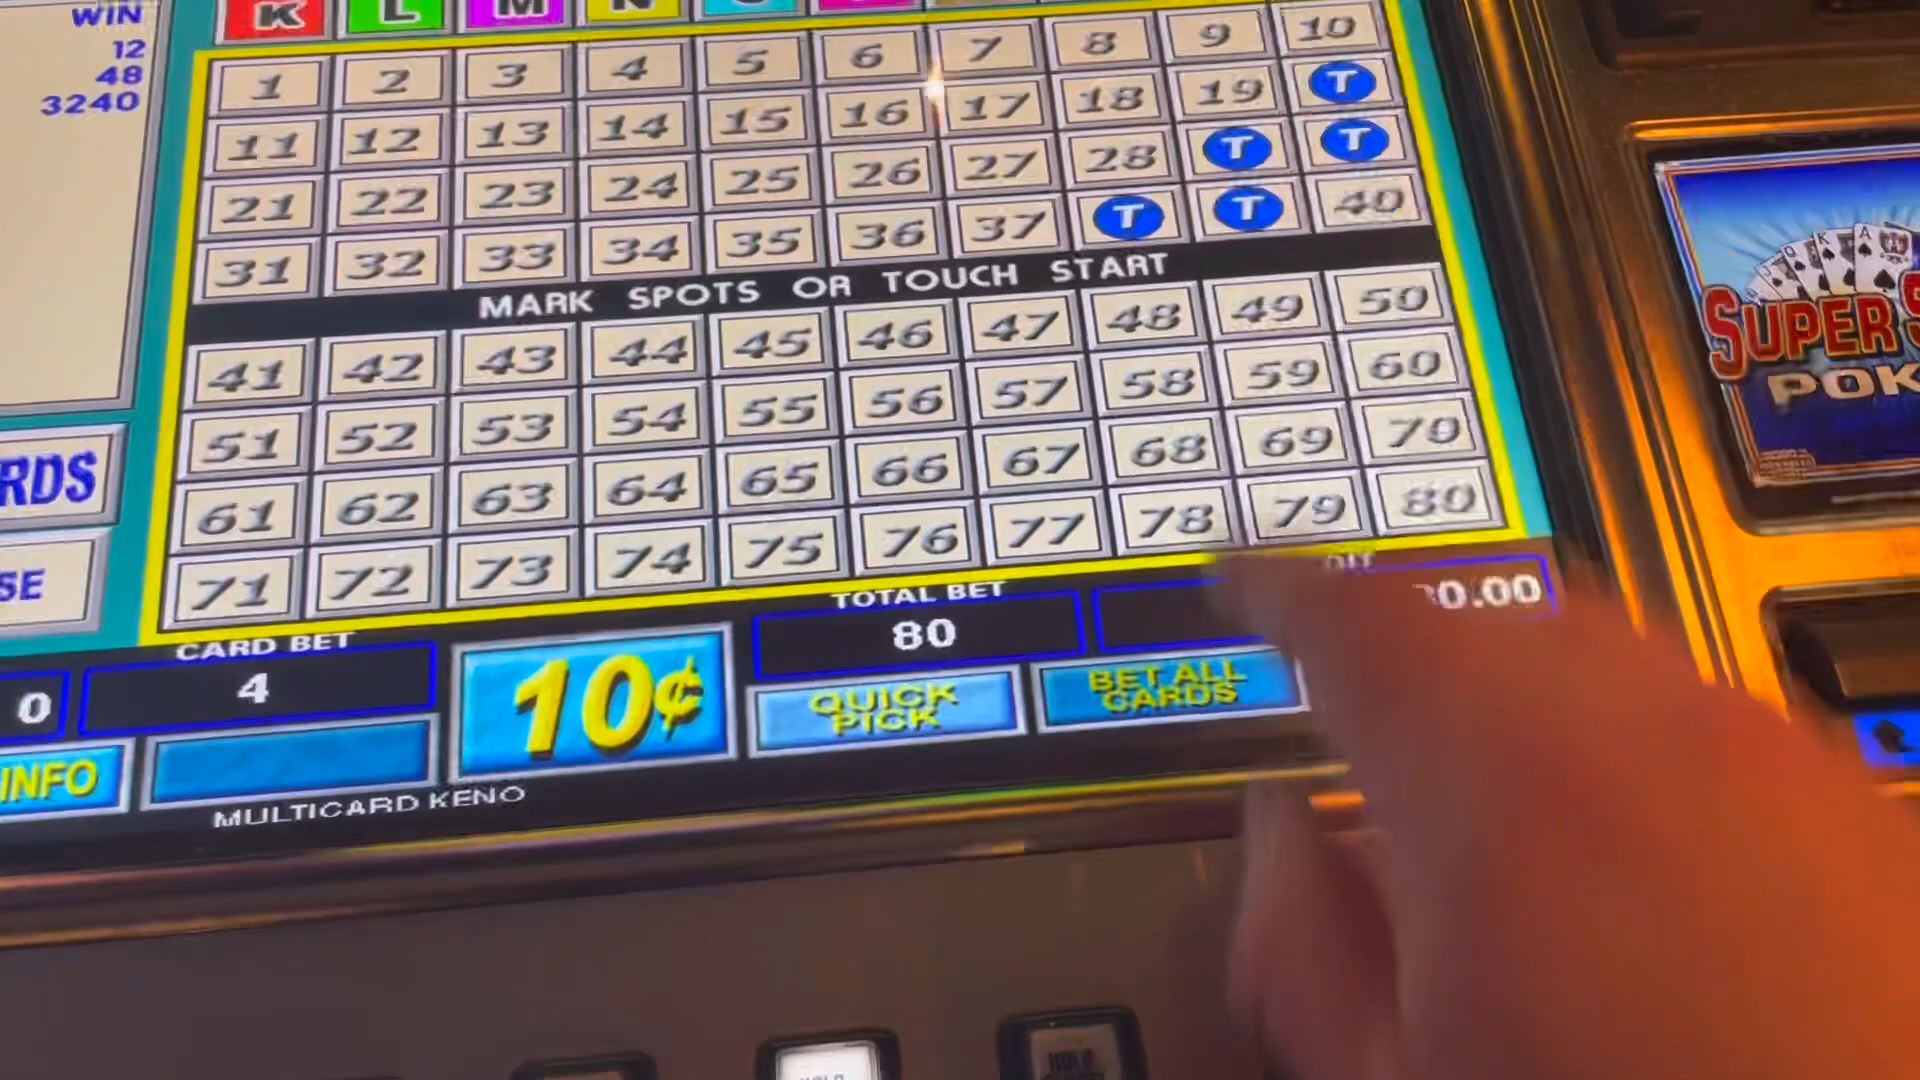 WIN
12
48
3240
K L M N
1 2 3 4 5 6 7 8 9 10
11 12 13 14 15 16 17 18 19 T
21 22 23 24 25 26 27 28 T T
31 32 33 34 35 36 37 T T 40
MARK SPOTS OR TOUCH START
41 42 43 44 45 46 47 48 49 50
51 52 53 54 55 56 57 58 59 60
61 62 63 64 65 66 67 68 69 70
71 72 73 74 75 76 77 78 79 80
RDS
SE
CARD BET
TOTAL BET
0
4
10¢
80
0.00
QUICK
PICK
BET ALL
CARDS
INFO
MULTICARD KENO
SUPER
POK